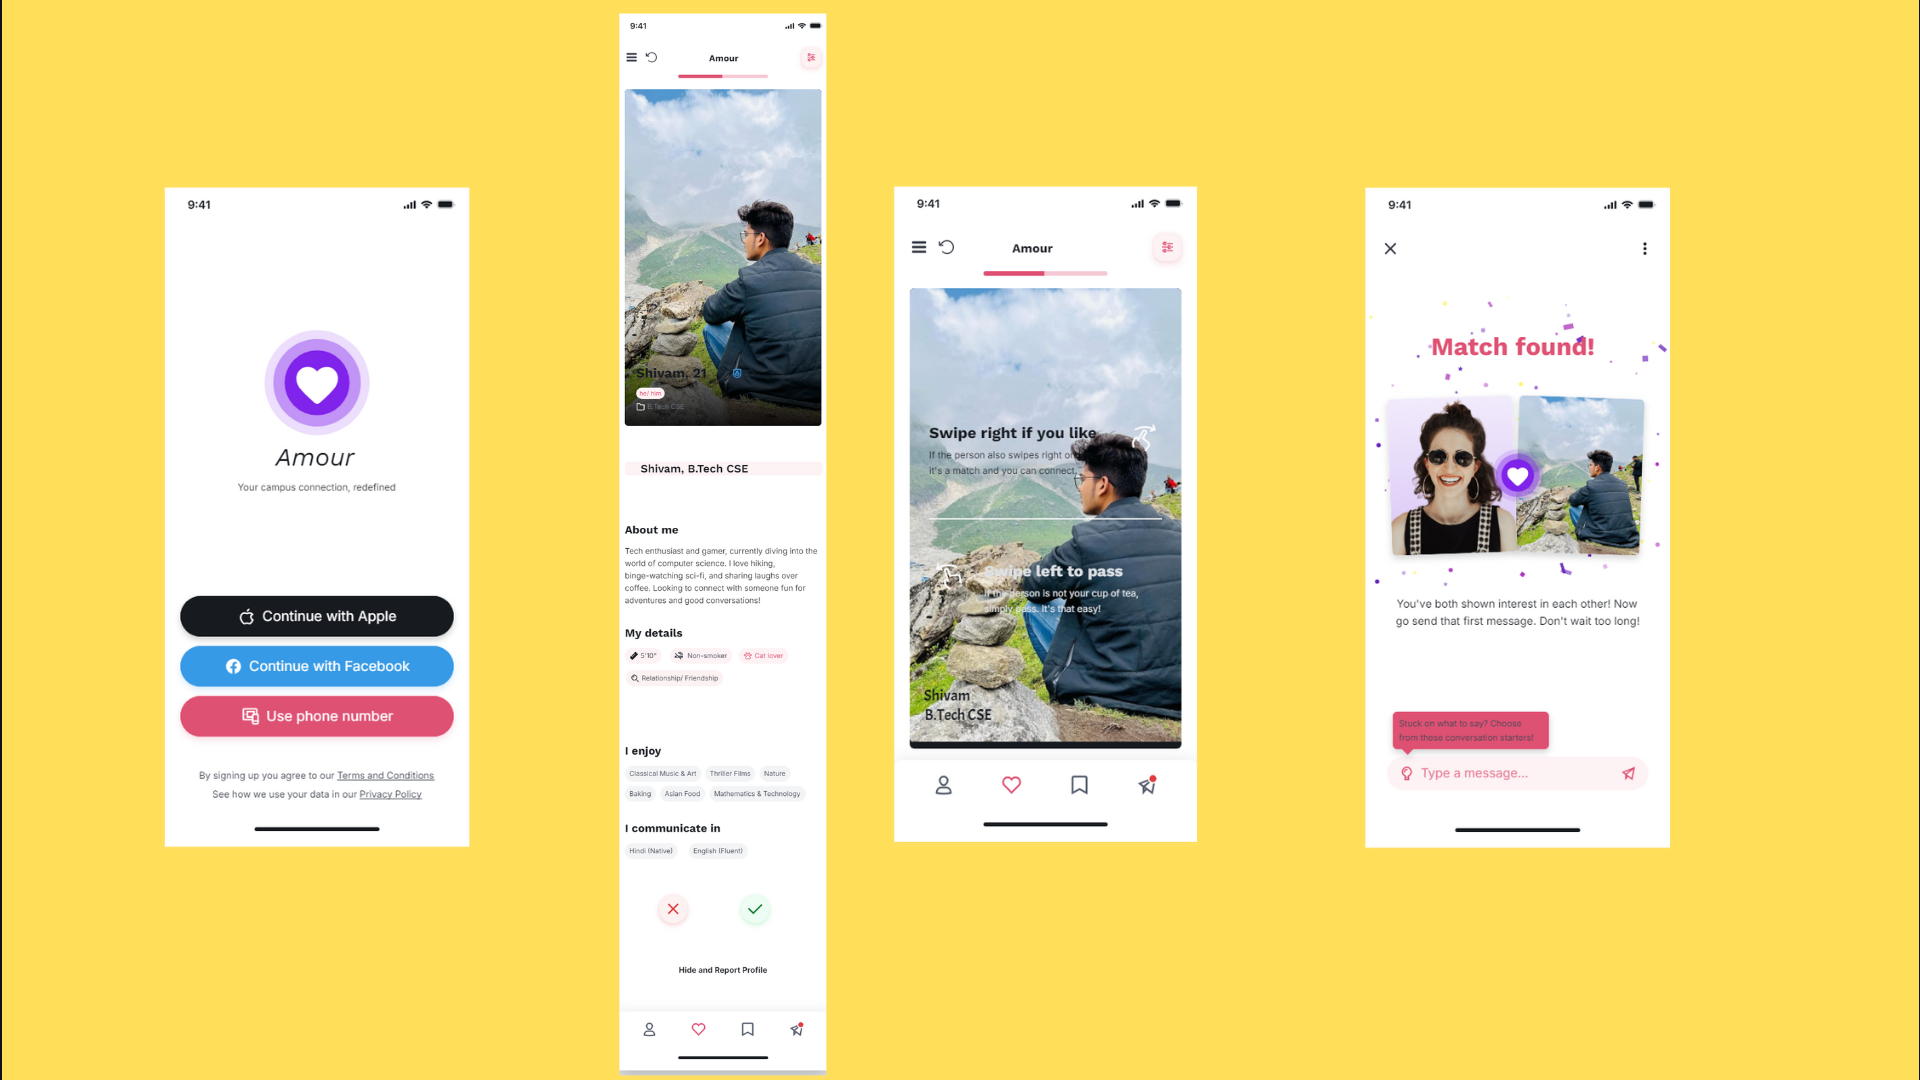 9:41
Amour
Your campus connection, redefined
Continue with Apple
Continue with Facebook
Use phone number
By signing up you agree to our Terms and Conditions
See how we use your data in our Privacy Policy
9:41
Amour
Shivam, 21
he/ him
B.Tech CSE
Shivam, B.Tech CSE
About me
Tech enthusiast and gamer, currently diving into the
world of computer science. I love hiking,
binge-watching sci-fi, and sharing laughs over
coffee. Looking to connect with someone fun for
adventures and good conversations!
My details
5'10"
Non-smoker
Cat lover
Relationship/ Friendship
I enjoy
Classical Music & Art
Thriller Films
Nature
Baking
Asian Food
Mathematics & Technology
I communicate in
Hindi (Native)
English (Fluent)
Hide and Report Profile
9:41
Amour
Swipe right if you like
If the person also swipes right on
it's a match and you can connect.
Swipe left to pass
If the person is not your cup of tea,
simply pass. It's that easy!
Shivam
B.Tech CSE
9:41
Match found!
You've both shown interest in each other! Now
go send that first message. Don't wait too long!
Stuck on what to say? Choose
from these conversation starters!
Type a message...